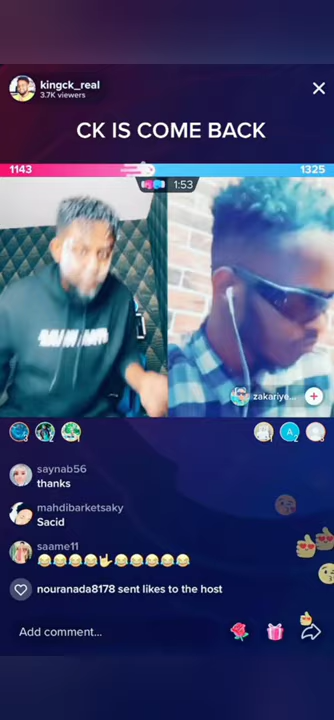 kingck_real
3.7K viewers
CK IS COME BACK
1143
1325
1:53
zakariye...
saynab56
thanks
mahdibarketsaky
Sacid
saame11
😂😂😂😂🤟😂😂😂😂😂
nouranada8178 sent likes to the host
Add comment...